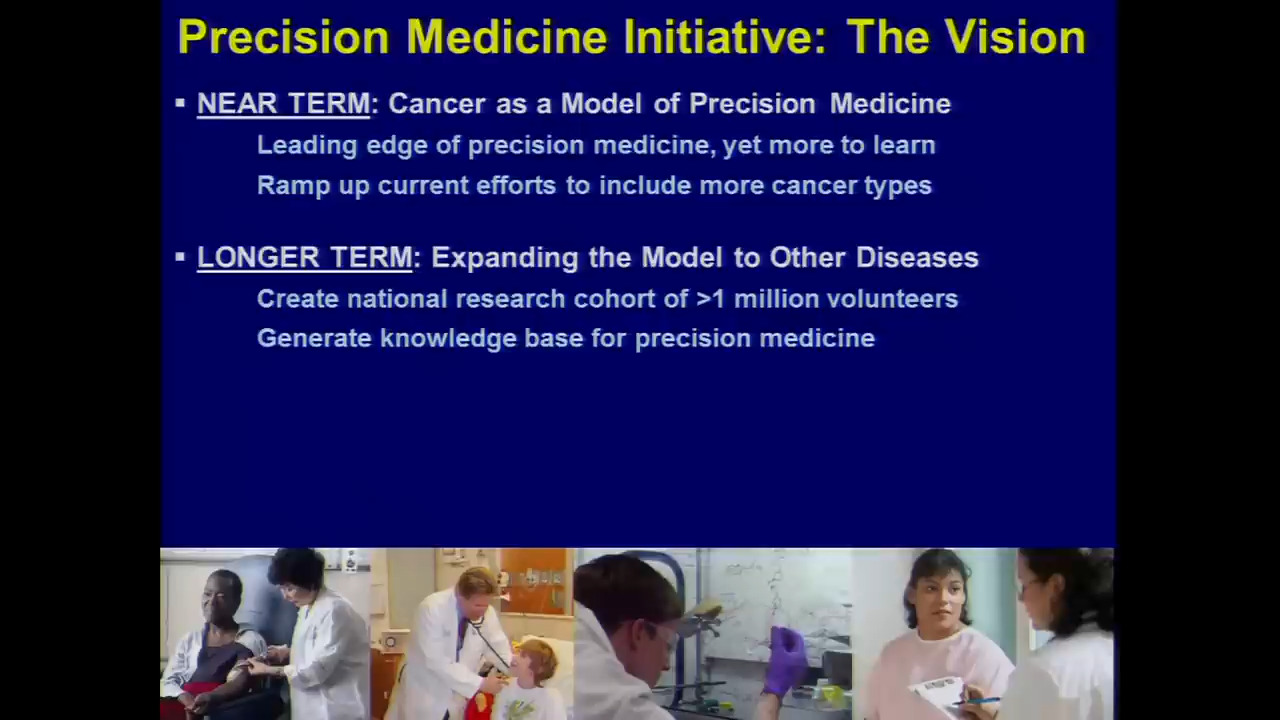 Precision Medicine Initiative: The Vision
▪ NEAR TERM: Cancer as a Model of Precision Medicine
Leading edge of precision medicine, yet more to learn
Ramp up current efforts to include more cancer types
▪ LONGER TERM: Expanding the Model to Other Diseases
Create national research cohort of >1 million volunteers
Generate knowledge base for precision medicine